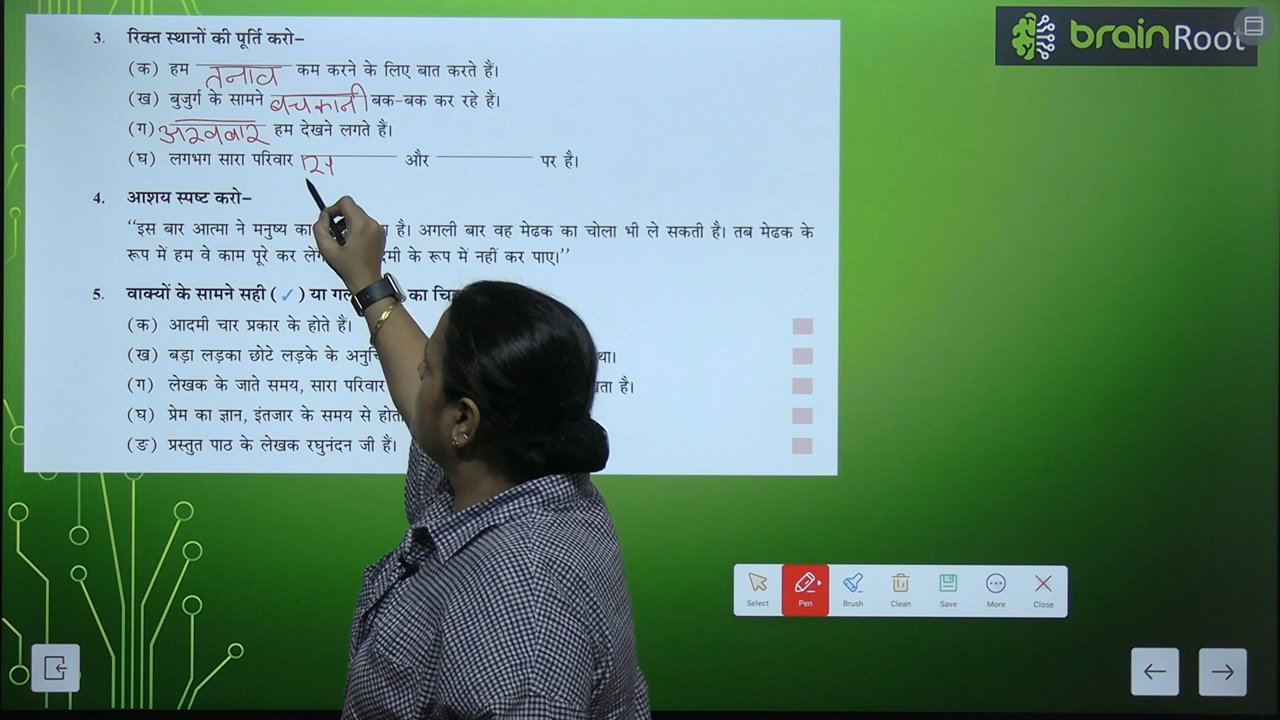 brainRoot
3. रिक्त स्थानों की पूर्ति करो–
(क) हम तनाव कम करने के लिए बात करते हैं।
(ख) बुजुर्ग के सामने बचकानी बक-बक कर रहे हैं।
(ग) अखबार हम देखने लगते हैं।
(घ) लगभग सारा परिवार और पर है।
4. आशय स्पष्ट करो–
“इस बार आत्मा ने मनुष्य का है। अगली बार वह मेढक का चोला भी ले सकती है। तब मेढक के
रूप में हम वे काम पूरे कर के रूप में नहीं कर पाए।”
5. वाक्यों के सामने सही (✓) या का
(क) आदमी चार प्रकार के होते हैं।
(ख) बड़ा लड़का छोटे लड़के के था।
(ग) लेखक के जाते समय, सारा परिवार है।
(घ) प्रेम का ज्ञान, इंतजार के समय से
(ङ) प्रस्तुत पाठ के लेखक रघुनंदन जी हैं।
Select Pen Brush Clean Save More Close